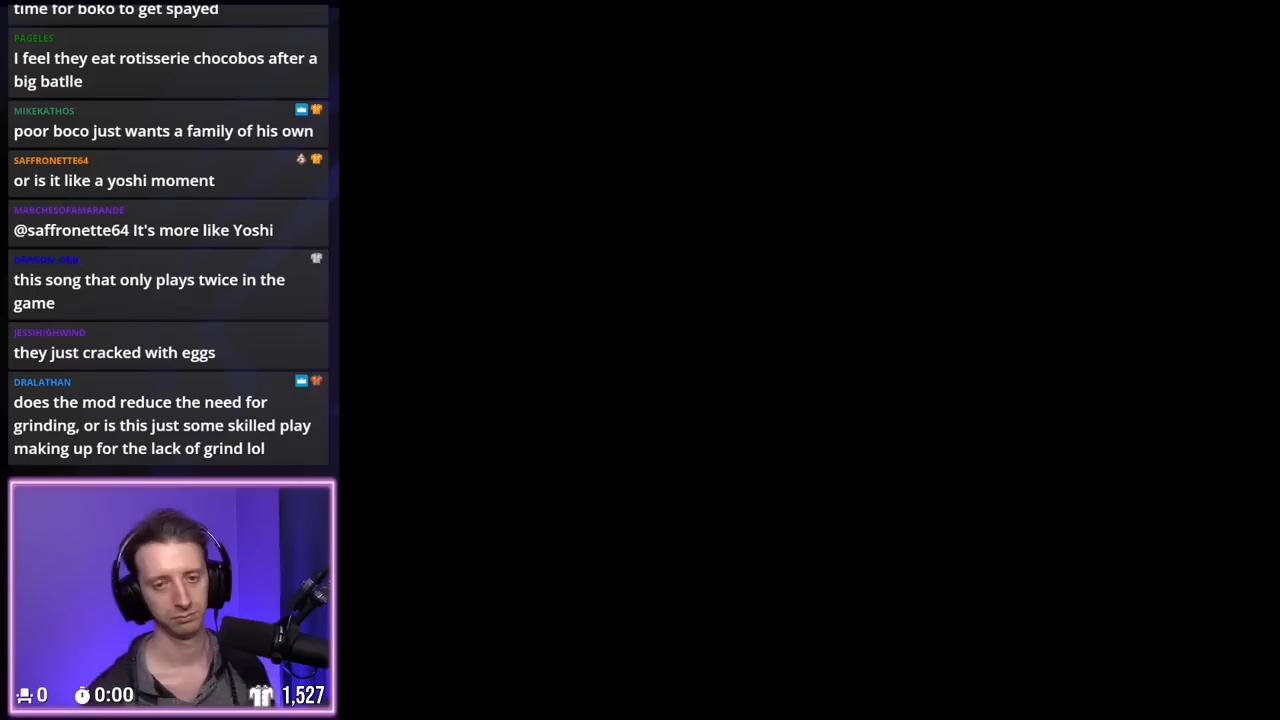 time for boko to get spayed
PAGELES
I feel they eat rotisserie chocobos after a
big batlle
MIKEKATHOS
poor boco just wants a family of his own
SAFFRONETTE64
or is it like a yoshi moment
MARCHESOFAMARANDE
@saffronette64 It's more like Yoshi
DRAGON_ORB
this song that only plays twice in the
game
JESSIHIGHWIND
they just cracked with eggs
DRALATHAN
does the mod reduce the need for
grinding, or is this just some skilled play
making up for the lack of grind lol
0 0:00 1,527